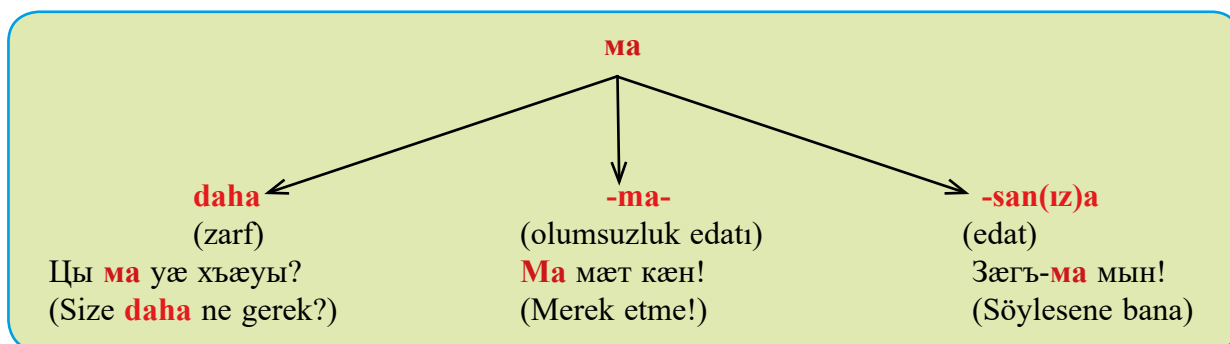 ма
daha -ma- -san(ız)a
(zarf) (olumsuzluk edatı) (edat)
Цы ма уæ хъæуы? Ма мæт кæн! Зæгъ-ма мын!
(Size daha ne gerek?) (Merek etme!) (Söylesene bana)